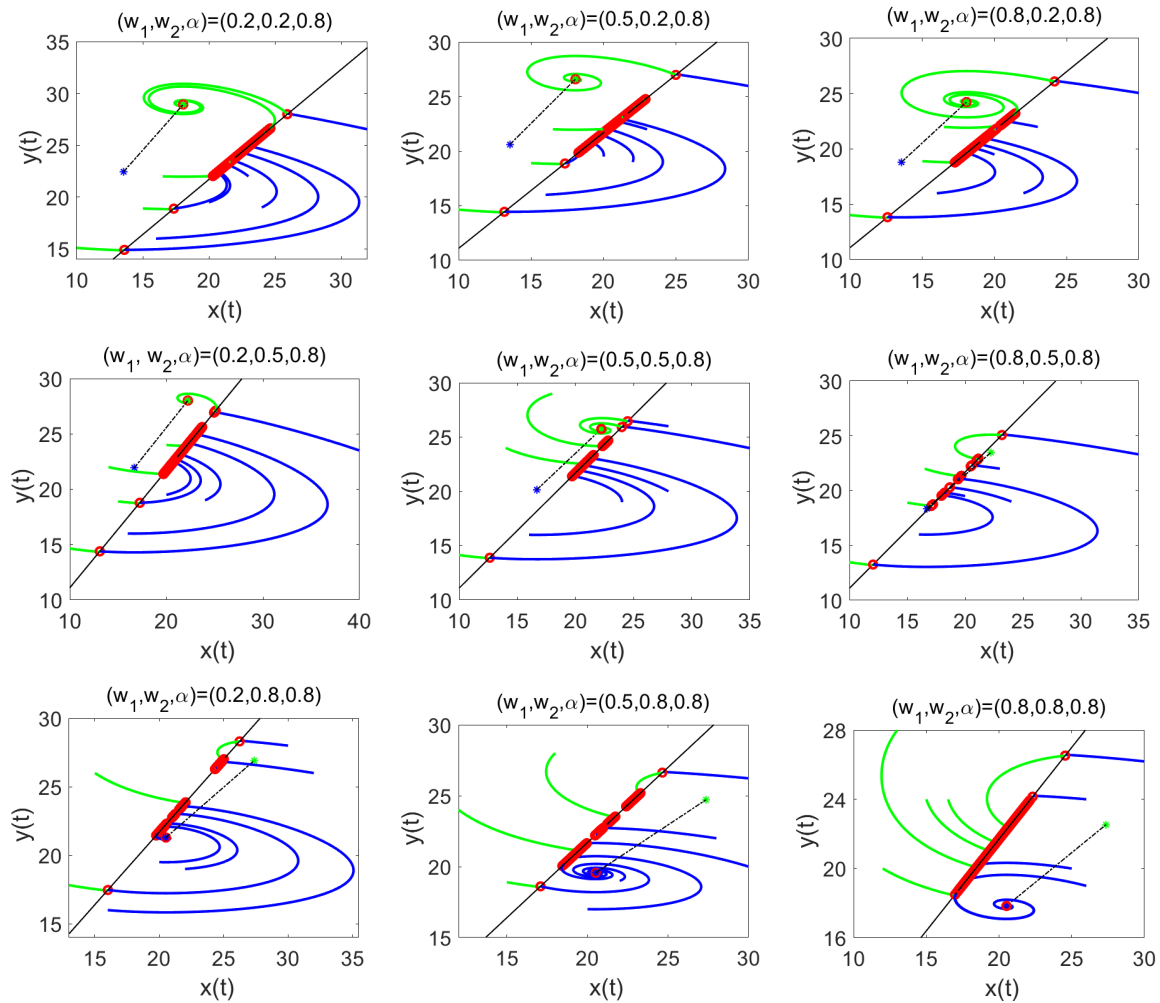 (w1,w2,α)=(0.2,0.2,0.8)
y(t)
35
30
25
20
15
10 15 20 25 30
x(t)
(w1,w2,α)=(0.5,0.2,0.8)
y(t)
30
25
20
15
10
10 15 20 25 30
x(t)
(w1,w2,α)=(0.8,0.2,0.8)
y(t)
30
25
20
15
10
10 15 20 25 30
x(t)
(w1, w2,α)=(0.2,0.5,0.8)
y(t)
30
25
20
15
10
10 15 20 25 30 35 40
x(t)
(w1,w2,α)=(0.5,0.5,0.8)
y(t)
30
25
20
15
10
10 15 20 25 30 35
x(t)
(w1,w2,α)=(0.8,0.5,0.8)
y(t)
30
25
20
15
10
10 15 20 25 30 35
x(t)
(w1,w2,α)=(0.2,0.8,0.8)
y(t)
30
25
20
15
15 20 25 30 35
x(t)
(w1,w2,α)=(0.5,0.8,0.8)
y(t)
30
25
20
15
15 20 25 30
x(t)
(w1,w2,α)=(0.8,0.8,0.8)
y(t)
28
24
20
16
10 15 20 25 30
x(t)